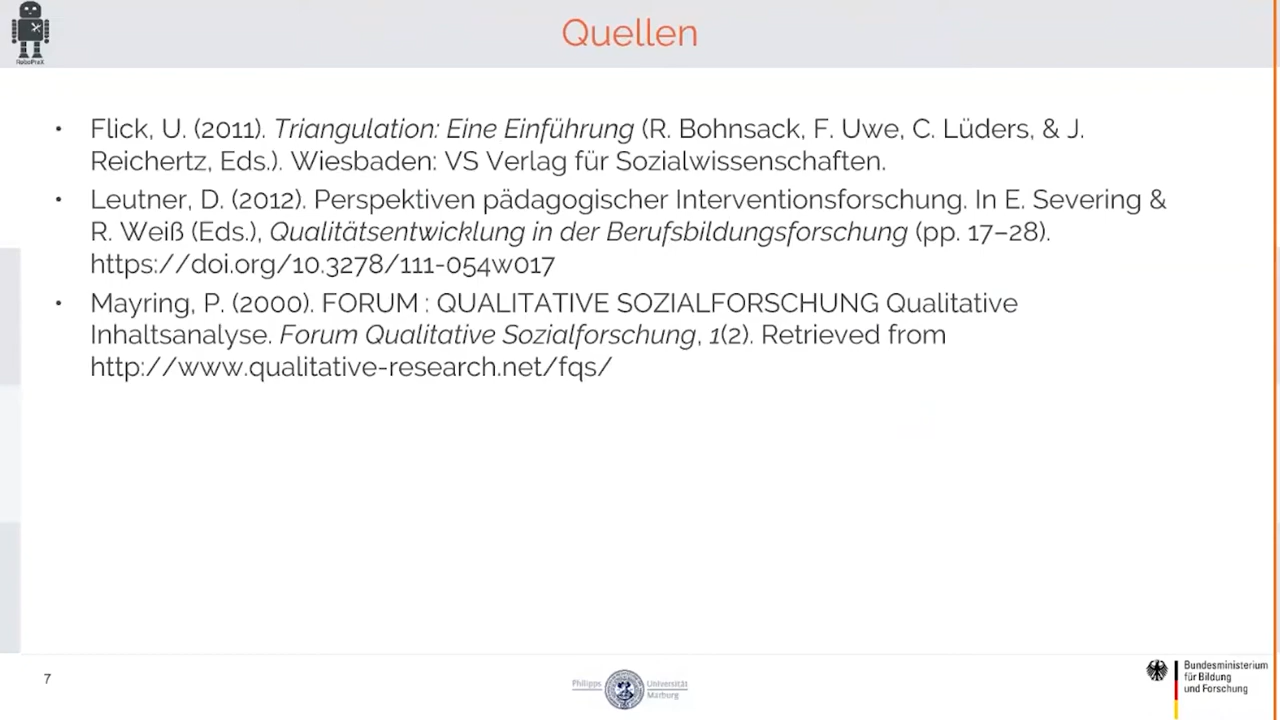 RoboPraX
Quellen
• Flick, U. (2011). Triangulation: Eine Einführung (R. Bohnsack, F. Uwe, C. Lüders, & J.
Reichertz, Eds.). Wiesbaden: VS Verlag für Sozialwissenschaften.
• Leutner, D. (2012). Perspektiven pädagogischer Interventionsforschung. In E. Severing &
R. Weiß (Eds.), Qualitätsentwicklung in der Berufsbildungsforschung (pp. 17–28).
https://doi.org/10.3278/111-054w017
• Mayring, P. (2000). FORUM : QUALITATIVE SOZIALFORSCHUNG Qualitative
Inhaltsanalyse. Forum Qualitative Sozialforschung, 1(2). Retrieved from
http://www.qualitative-research.net/fqs/
7
Philipps Universität
Marburg
Bundesministerium
für Bildung
und Forschung